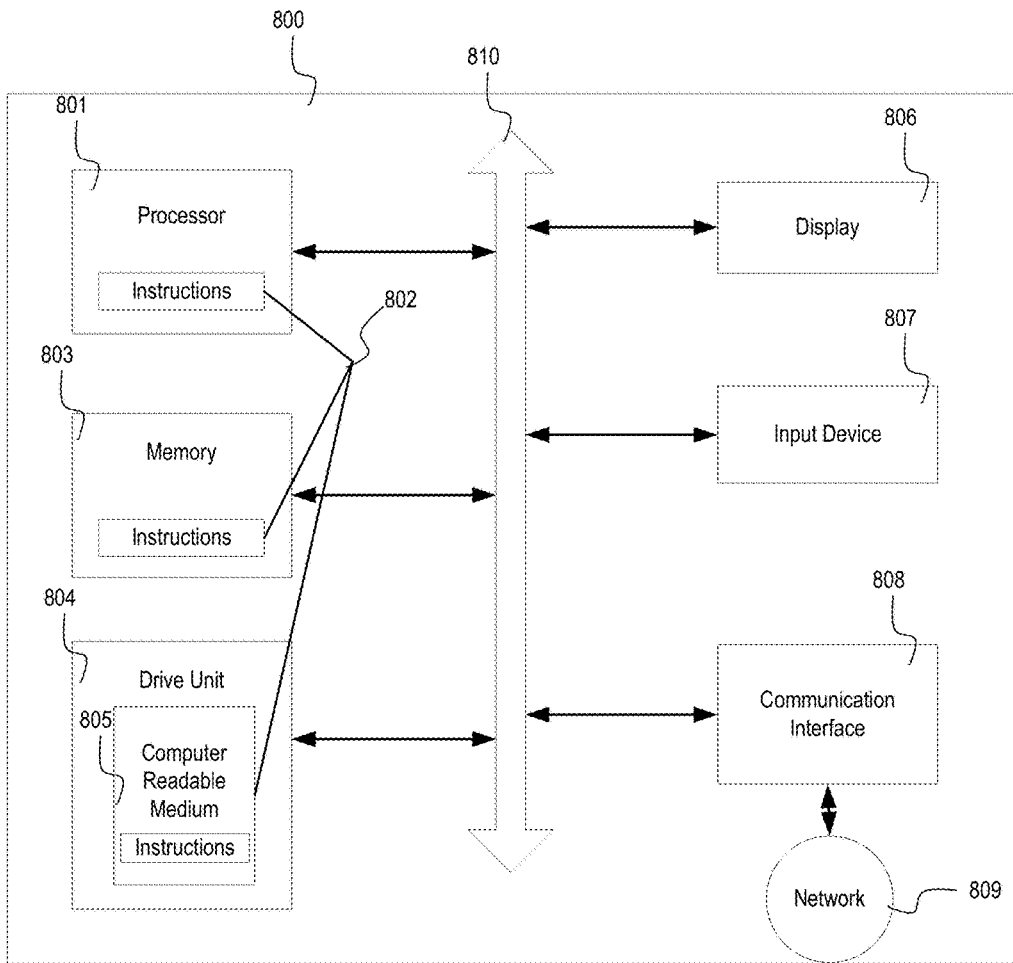 800
810
801
806
Processor
Display
Instructions
802
807
803
Memory
Input Device
Instructions
804
808
Drive Unit
805
Communication
Interface
Computer
Readable
Medium
Instructions
Network
809